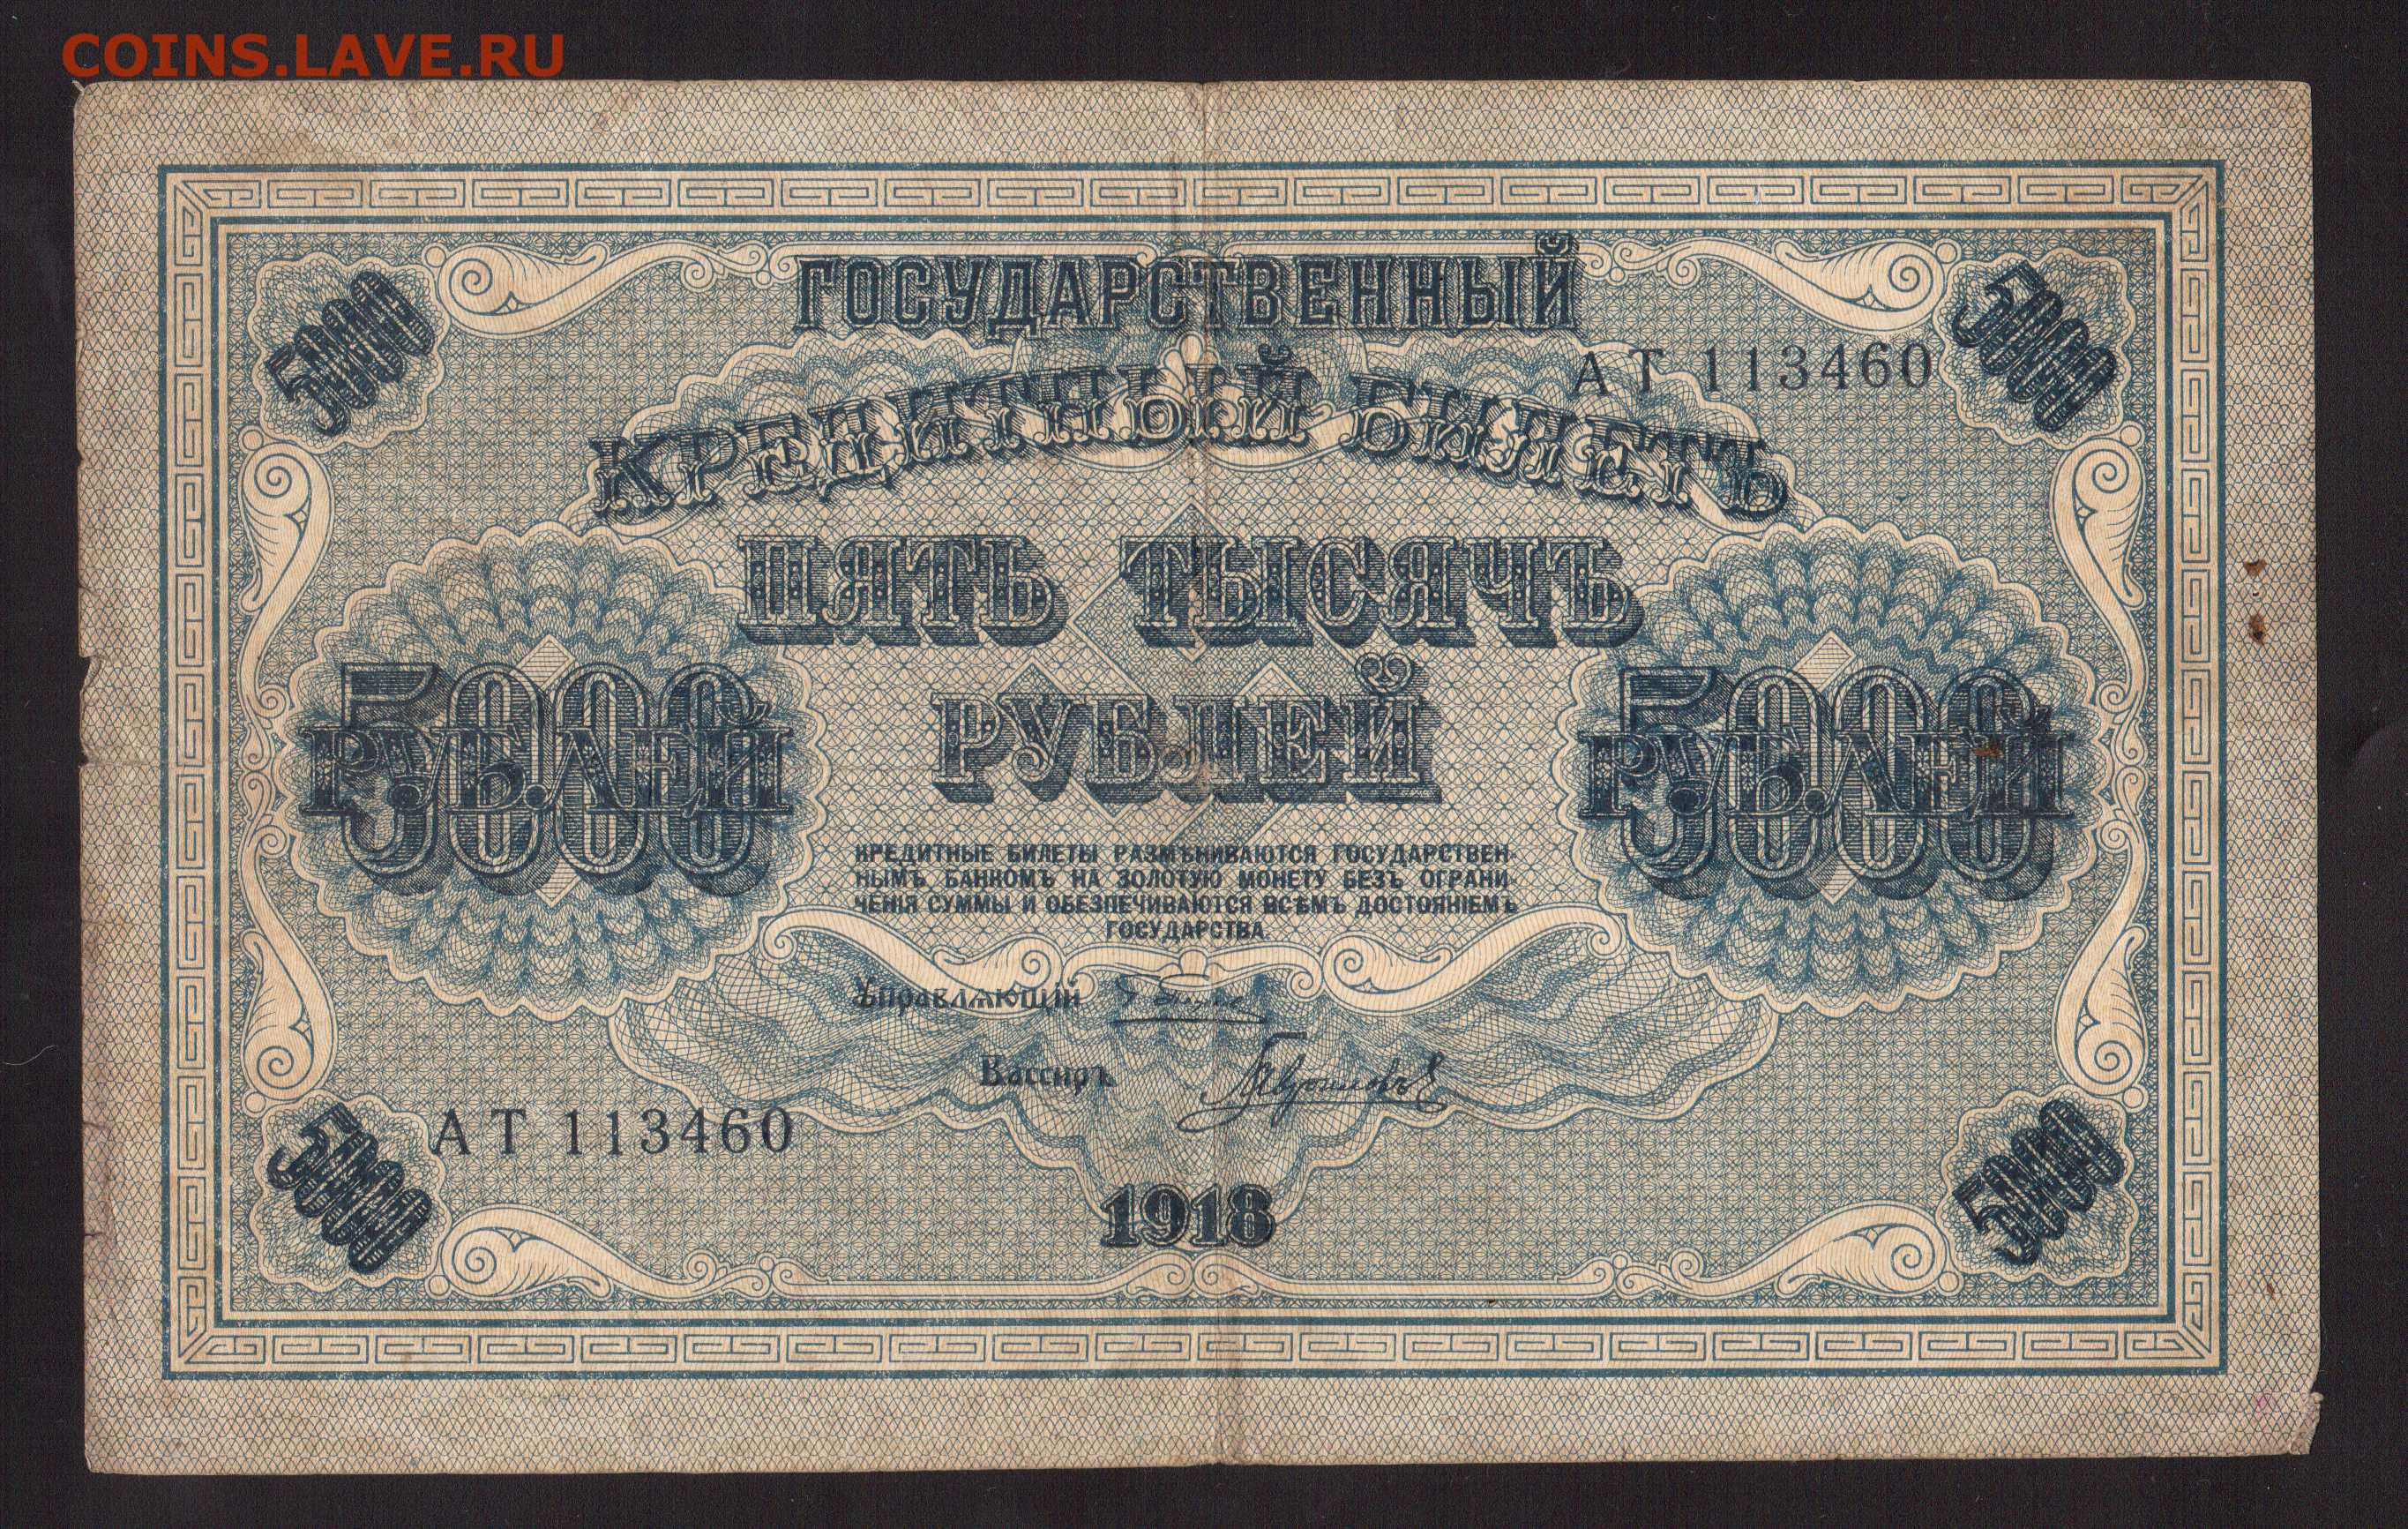 COINS.LAVE.RU
ГОСУДАРСТВЕННЫЙ
5000
5000
АТ 113460
КРЕДИТНЫЙ БИЛЕТЪ
ПЯТЬ ТЫСЯЧЪ
РУБЛЕЙ
5000
РУБЛЕЙ
5000
РУБЛЕЙ
КРЕДИТНЫЕ БИЛЕТЫ РАЗМѢНИВАЮТСЯ ГОСУДАРСТВЕН-
НЫМЪ БАНКОМЪ НА ЗОЛОТУЮ МОНЕТУ БЕЗЪ ОГРАНИ-
ЧЕНІЯ СУММЫ И ОБЕЗПЕЧИВАЮТСЯ ВСѢМЪ ДОСТОЯНІЕМЪ
ГОСУДАРСТВА.
Управляющій
Кассиръ
АТ 113460
5000
5000
1918